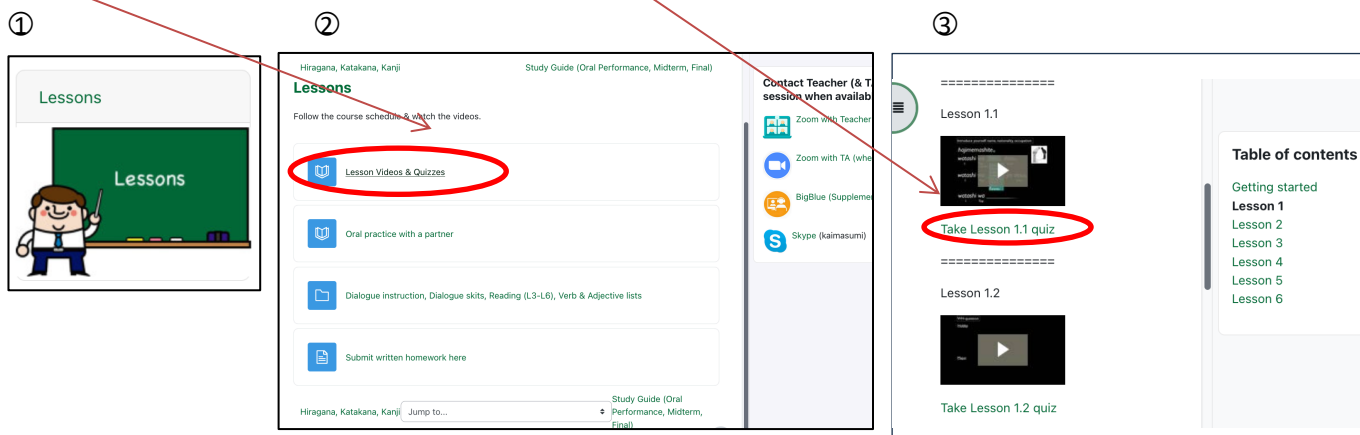 ①
②
③
Lessons
Lessons
Hiragana, Katakana, Kanji
Study Guide (Oral Performance, Midterm, Final)
Lessons
Follow the course schedule & watch the videos.
Lesson Videos & Quizzes
Oral practice with a partner
Dialogue instruction, Dialogue skits, Reading (L3-L6), Verb & Adjective lists
Submit written homework here
Hiragana, Katakana, Kanji
Jump to...
Study Guide (Oral
Performance, Midterm,
Final)
Contact Teacher (& T
session when availab
Zoom with Teacher
Zoom with TA (whe
BigBlue (Suppleme
Skype (kaimasumi)
===============
Lesson 1.1
Hajimemashite.
watashi
watashi
watashi wa
Take Lesson 1.1 quiz
===============
Lesson 1.2
Take Lesson 1.2 quiz
Table of contents
Getting started
Lesson 1
Lesson 2
Lesson 3
Lesson 4
Lesson 5
Lesson 6